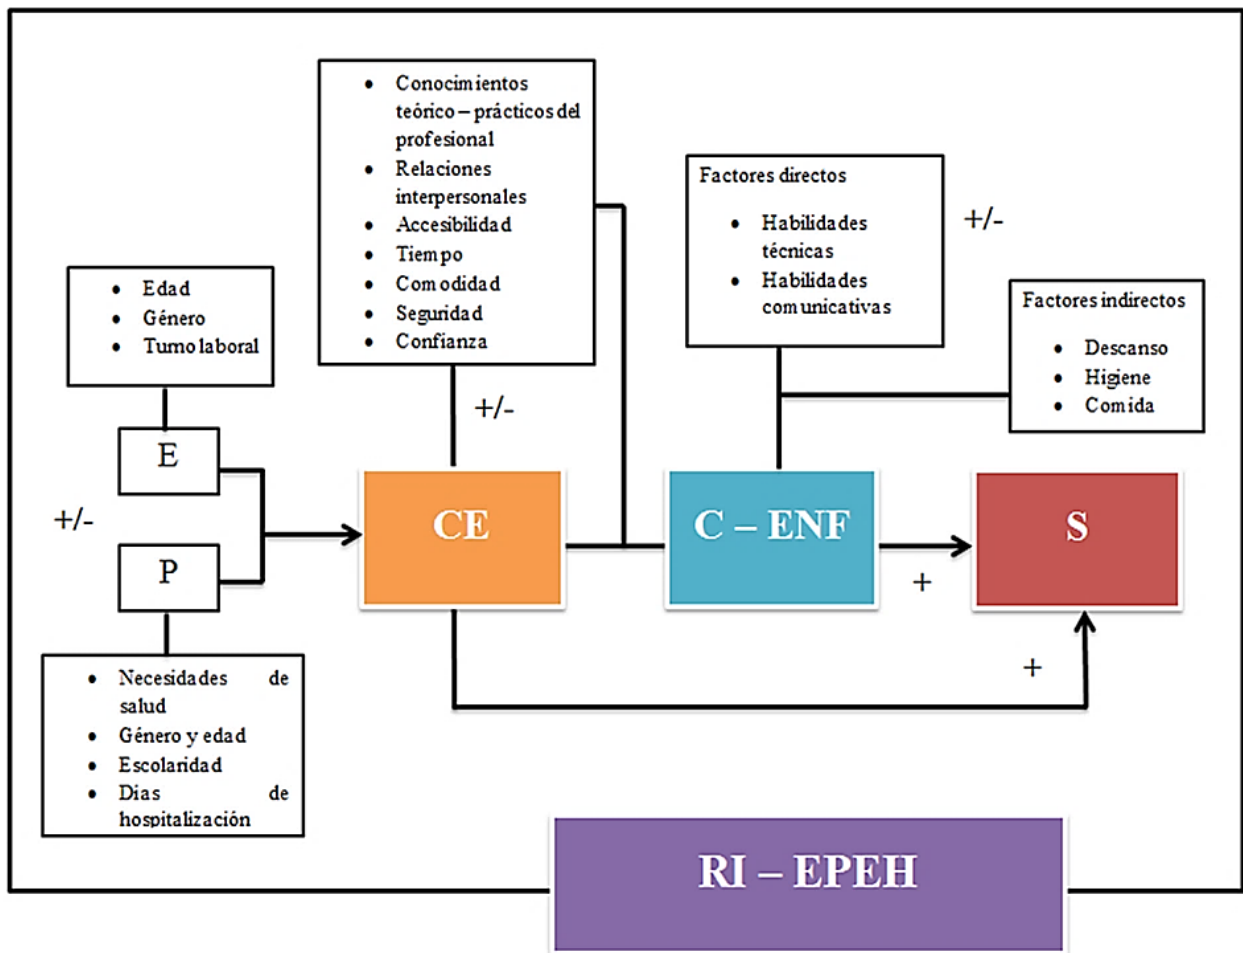 • Conocimientos
teórico – prácticos del
profesional
• Relaciones
interpersonales
• Accesibilidad
• Tiempo
• Comodidad
• Seguridad
• Confianza
Factores directos
• Habilidades
técnicas
• Habilidades
comunicativas
+/-
• Edad
• Género
• Turno laboral
Factores indirectos
• Descanso
• Higiene
• Comida
+/-
E
+/-
P
CE
C – ENF
S
+
+
• Necesidades de
salud
• Género y edad
• Escolaridad
• Días de
hospitalización
RI – EPEH